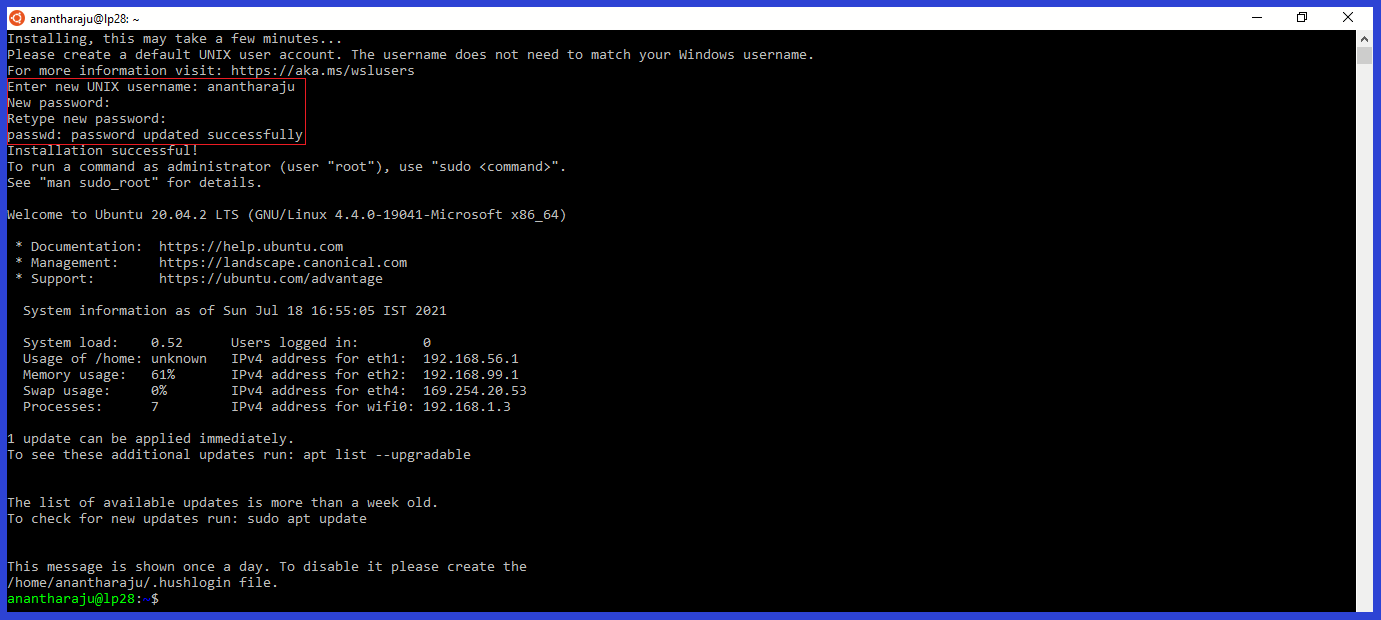 anantharaju@lp28: ~
Installing, this may take a few minutes...
Please create a default UNIX user account. The username does not need to match your Windows username.
For more information visit: https://aka.ms/wslusers
Enter new UNIX username: anantharaju
New password:
Retype new password:
passwd: password updated successfully
Installation successful!
To run a command as administrator (user "root"), use "sudo <command>".
See "man sudo_root" for details.
Welcome to Ubuntu 20.04.2 LTS (GNU/Linux 4.4.0-19041-Microsoft x86_64)
* Documentation:  https://help.ubuntu.com
* Management:     https://landscape.canonical.com
* Support:        https://ubuntu.com/advantage
System information as of Sun Jul 18 16:55:05 IST 2021
System load:    0.52      Users logged in:        0
Usage of /home: unknown   IPv4 address for eth1:  192.168.56.1
Memory usage:   61%       IPv4 address for eth2:  192.168.99.1
Swap usage:     0%        IPv4 address for eth4:  169.254.20.53
Processes:      7         IPv4 address for wifi0: 192.168.1.3
1 update can be applied immediately.
To see these additional updates run: apt list --upgradable
The list of available updates is more than a week old.
To check for new updates run: sudo apt update
This message is shown once a day. To disable it please create the
/home/anantharaju/.hushlogin file.
anantharaju@lp28:~$